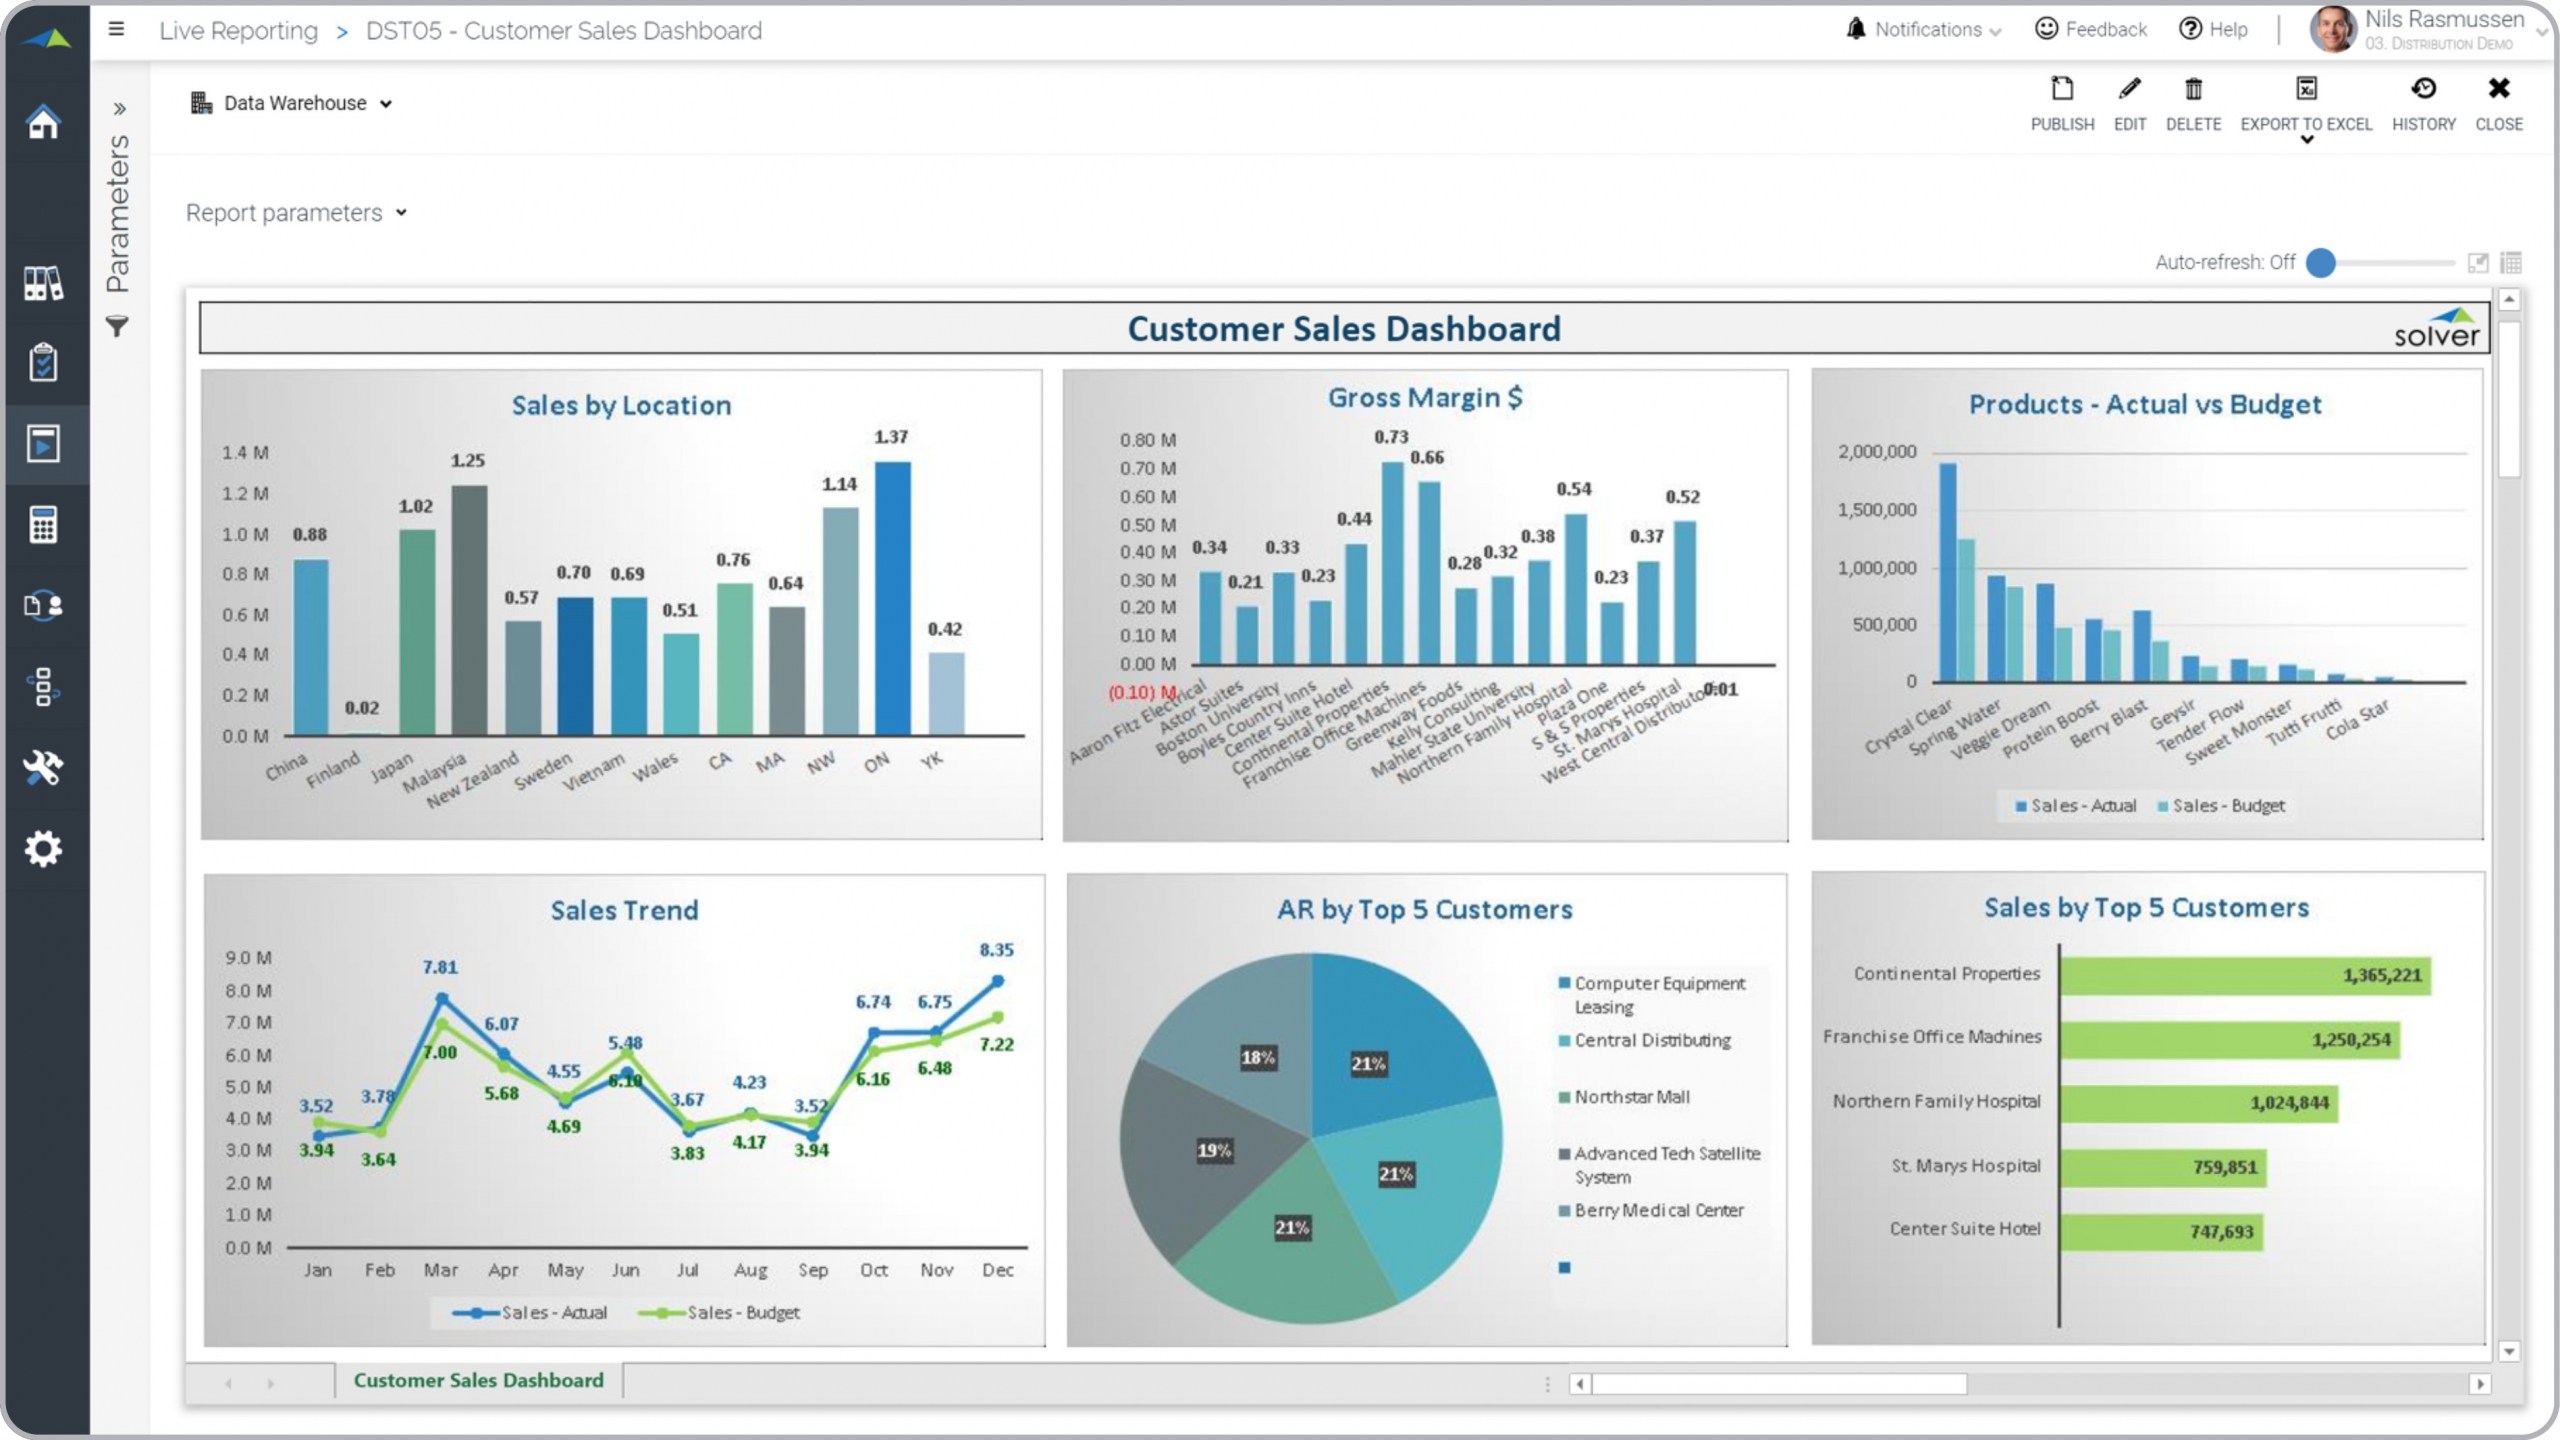 Live Reporting > DST05 - Customer Sales Dashboard
Notifications
Feedback
Help
Nils Rasmussen
03. Distribution Demo
Parameters
Data Warehouse
PUBLISH
EDIT
DELETE
EXPORT TO EXCEL
HISTORY
CLOSE
Report parameters
Auto-refresh: Off
Customer Sales Dashboard
solver
Sales by Location
1.4 M
1.2 M
1.0 M
0.8 M
0.6 M
0.4 M
0.2 M
0.0 M
0.88
0.02
1.02
1.25
0.57
0.70
0.69
0.51
0.76
0.64
1.14
1.37
0.42
China
Finland
Japan
Malaysia
New Zealand
Sweden
Vietnam
Wales
CA
MA
NW
ON
YK
Gross Margin $
0.80 M
0.70 M
0.60 M
0.50 M
0.40 M
0.30 M
0.20 M
0.10 M
0.00 M
(0.10) M
0.34
0.21
0.33
0.23
0.44
0.73
0.66
0.28
0.32
0.38
0.54
0.23
0.37
0.52
0.01
Aaron Fitz Electrical
Astor Suites
Boston University
Boyles Country Inns
Center Suite Hotel
Continental Properties
Franchise Office Machines
Greenway Foods
Kelly Consulting
Mahler State University
Northern Family Hospital
Plaza One
S & S Properties
St. Marys Hospital
West Central Distributors
Products - Actual vs Budget
2,000,000
1,500,000
1,000,000
500,000
0
Crystal Clear
Spring Water
Veggie Dream
Protein Boost
Berry Blast
Geysir
Tender Flow
Sweet Monster
Tutti Frutti
Cola Star
Sales - Actual
Sales - Budget
Sales Trend
9.0 M
8.0 M
7.0 M
6.0 M
5.0 M
4.0 M
3.0 M
2.0 M
1.0 M
0.0 M
3.52
3.78
7.81
6.07
4.55
5.48
3.67
4.23
3.52
6.74
6.75
8.35
3.94
3.64
7.00
5.68
4.69
6.10
3.83
4.17
3.94
6.16
6.48
7.22
Jan
Feb
Mar
Apr
May
Jun
Jul
Aug
Sep
Oct
Nov
Dec
Sales - Actual
Sales - Budget
AR by Top 5 Customers
21%
21%
21%
19%
18%
Computer Equipment
Leasing
Central Distributing
Northstar Mall
Advanced Tech Satellite
System
Berry Medical Center
Sales by Top 5 Customers
Continental Properties
1,365,221
Franchise Office Machines
1,250,254
Northern Family Hospital
1,024,844
St. Marys Hospital
759,851
Center Suite Hotel
747,693
Customer Sales Dashboard